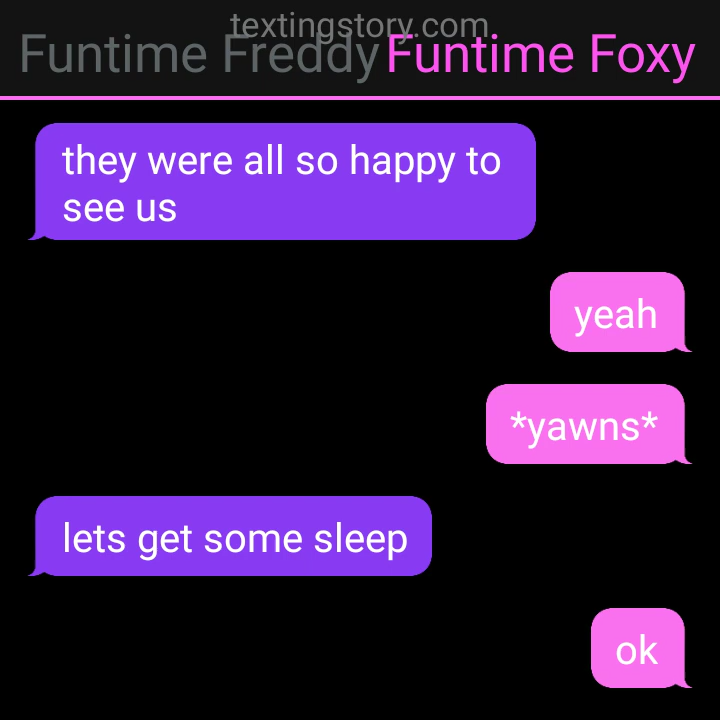 textingstory.com
Funtime Freddy Funtime Foxy
they were all so happy to
see us
yeah
*yawns*
lets get some sleep
ok